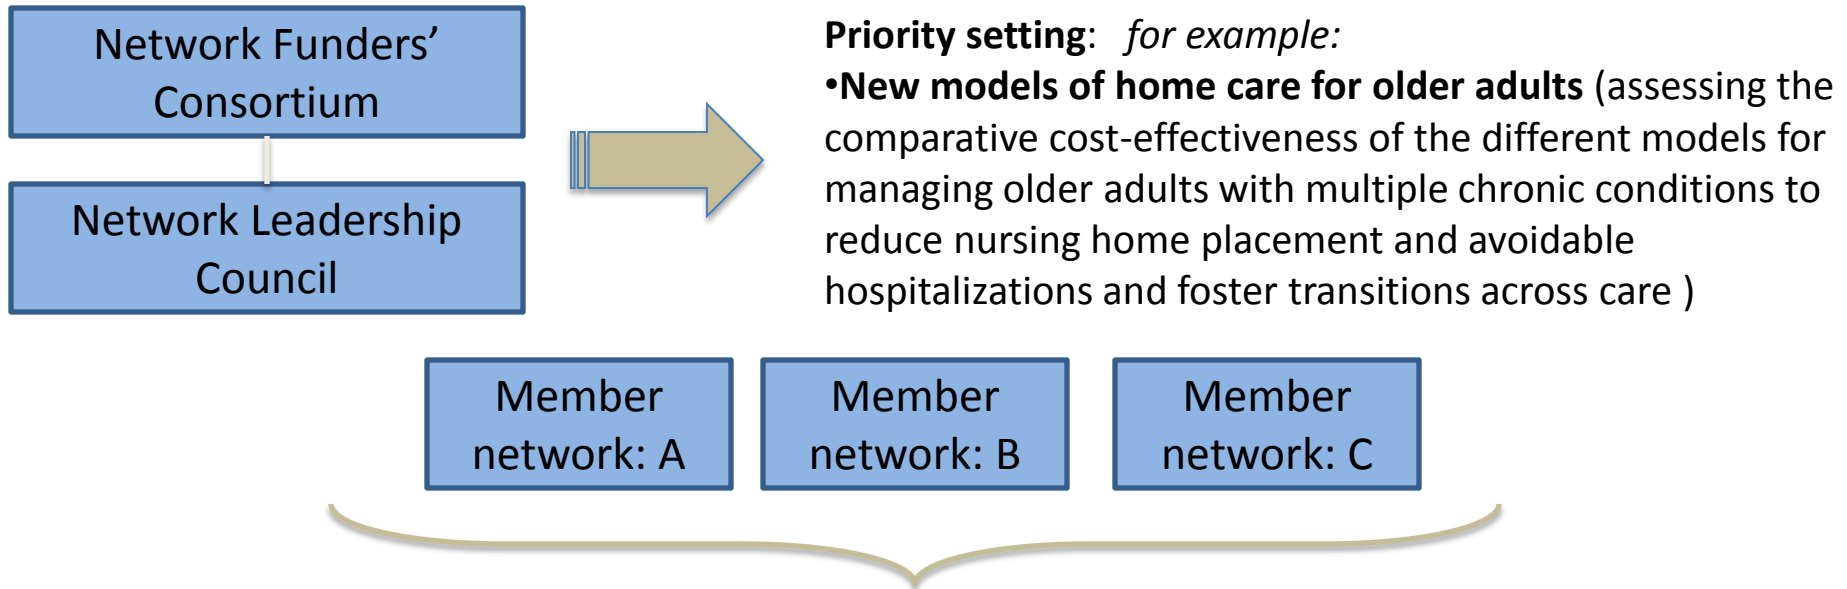 Network Funders’
Consortium
Network Leadership
Council
Priority setting:   for example:
•New models of home care for older adults (assessing the
comparative cost-effectiveness of the different models for
managing older adults with multiple chronic conditions to
reduce nursing home placement and avoidable
hospitalizations and foster transitions across care )
Member
network: A
Member
network: B
Member
network: C